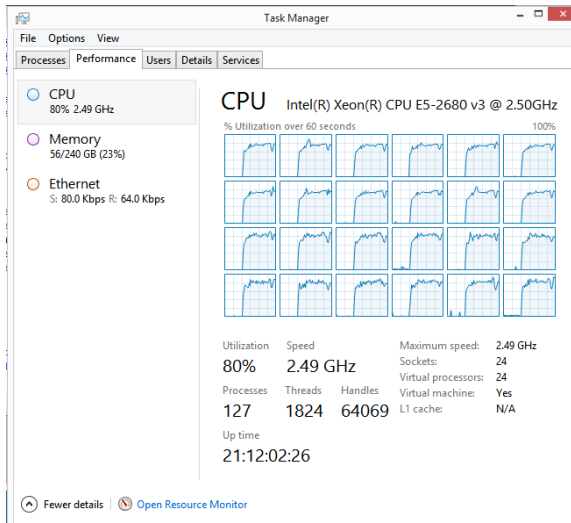 Task Manager
File Options View
Processes Performance Users Details Services
CPU
80% 2.49 GHz
Memory
56/240 GB (23%)
Ethernet
S: 80.0 Kbps R: 64.0 Kbps
CPU Intel(R) Xeon(R) CPU E5-2680 v3 @ 2.50GHz
% Utilization over 60 seconds 100%
Utilization Speed
80% 2.49 GHz
Processes Threads Handles
127 1824 64069
Up time
21:12:02:26
Maximum speed: 2.49 GHz
Sockets: 24
Virtual processors: 24
Virtual machine: Yes
L1 cache: N/A
Fewer details Open Resource Monitor